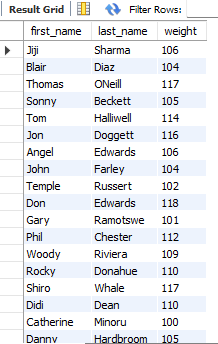 Result Grid Filter Rows:
first_name last_name weight
Jiji Sharma 106
Blair Diaz 104
Thomas ONeill 117
Sonny Beckett 105
Tom Halliwell 114
Jon Doggett 116
Angel Edwards 106
John Farley 104
Temple Russert 102
Don Edwards 118
Gary Ramotswe 101
Phil Chester 112
Woody Riviera 109
Rocky Donahue 110
Shiro Whale 117
Didi Dean 110
Catherine Minoru 100
Danny Hardbroom 105